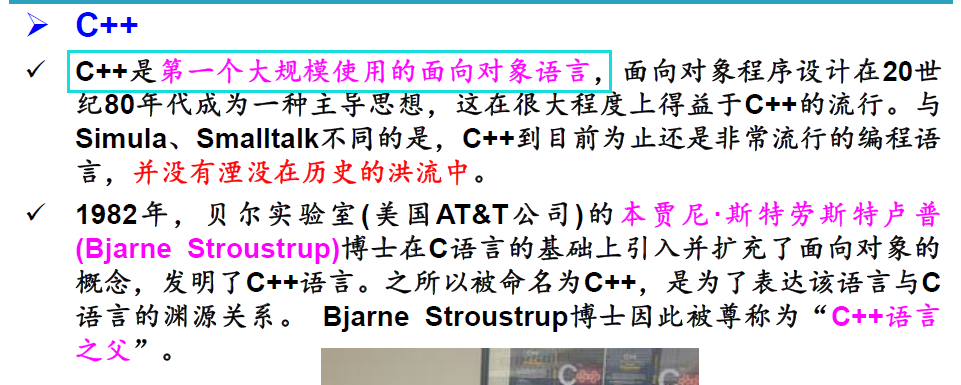 C++
C++是第一个大规模使用的面向对象语言，面向对象程序设计在20世
纪80年代成为一种主导思想，这在很大程度上得益于C++的流行。与
Simula、Smalltalk不同的是，C++到目前为止还是非常流行的编程语
言，并没有湮没在历史的洪流中。
1982年，贝尔实验室(美国AT&T公司)的本贾尼·斯特劳斯特卢普
(Bjarne Stroustrup)博士在C语言的基础上引入并扩充了面向对象的
概念，发明了C++语言。之所以被命名为C++，是为了表达该语言与C
语言的渊源关系。 Bjarne Stroustrup博士因此被尊称为“C++语言
之父”。